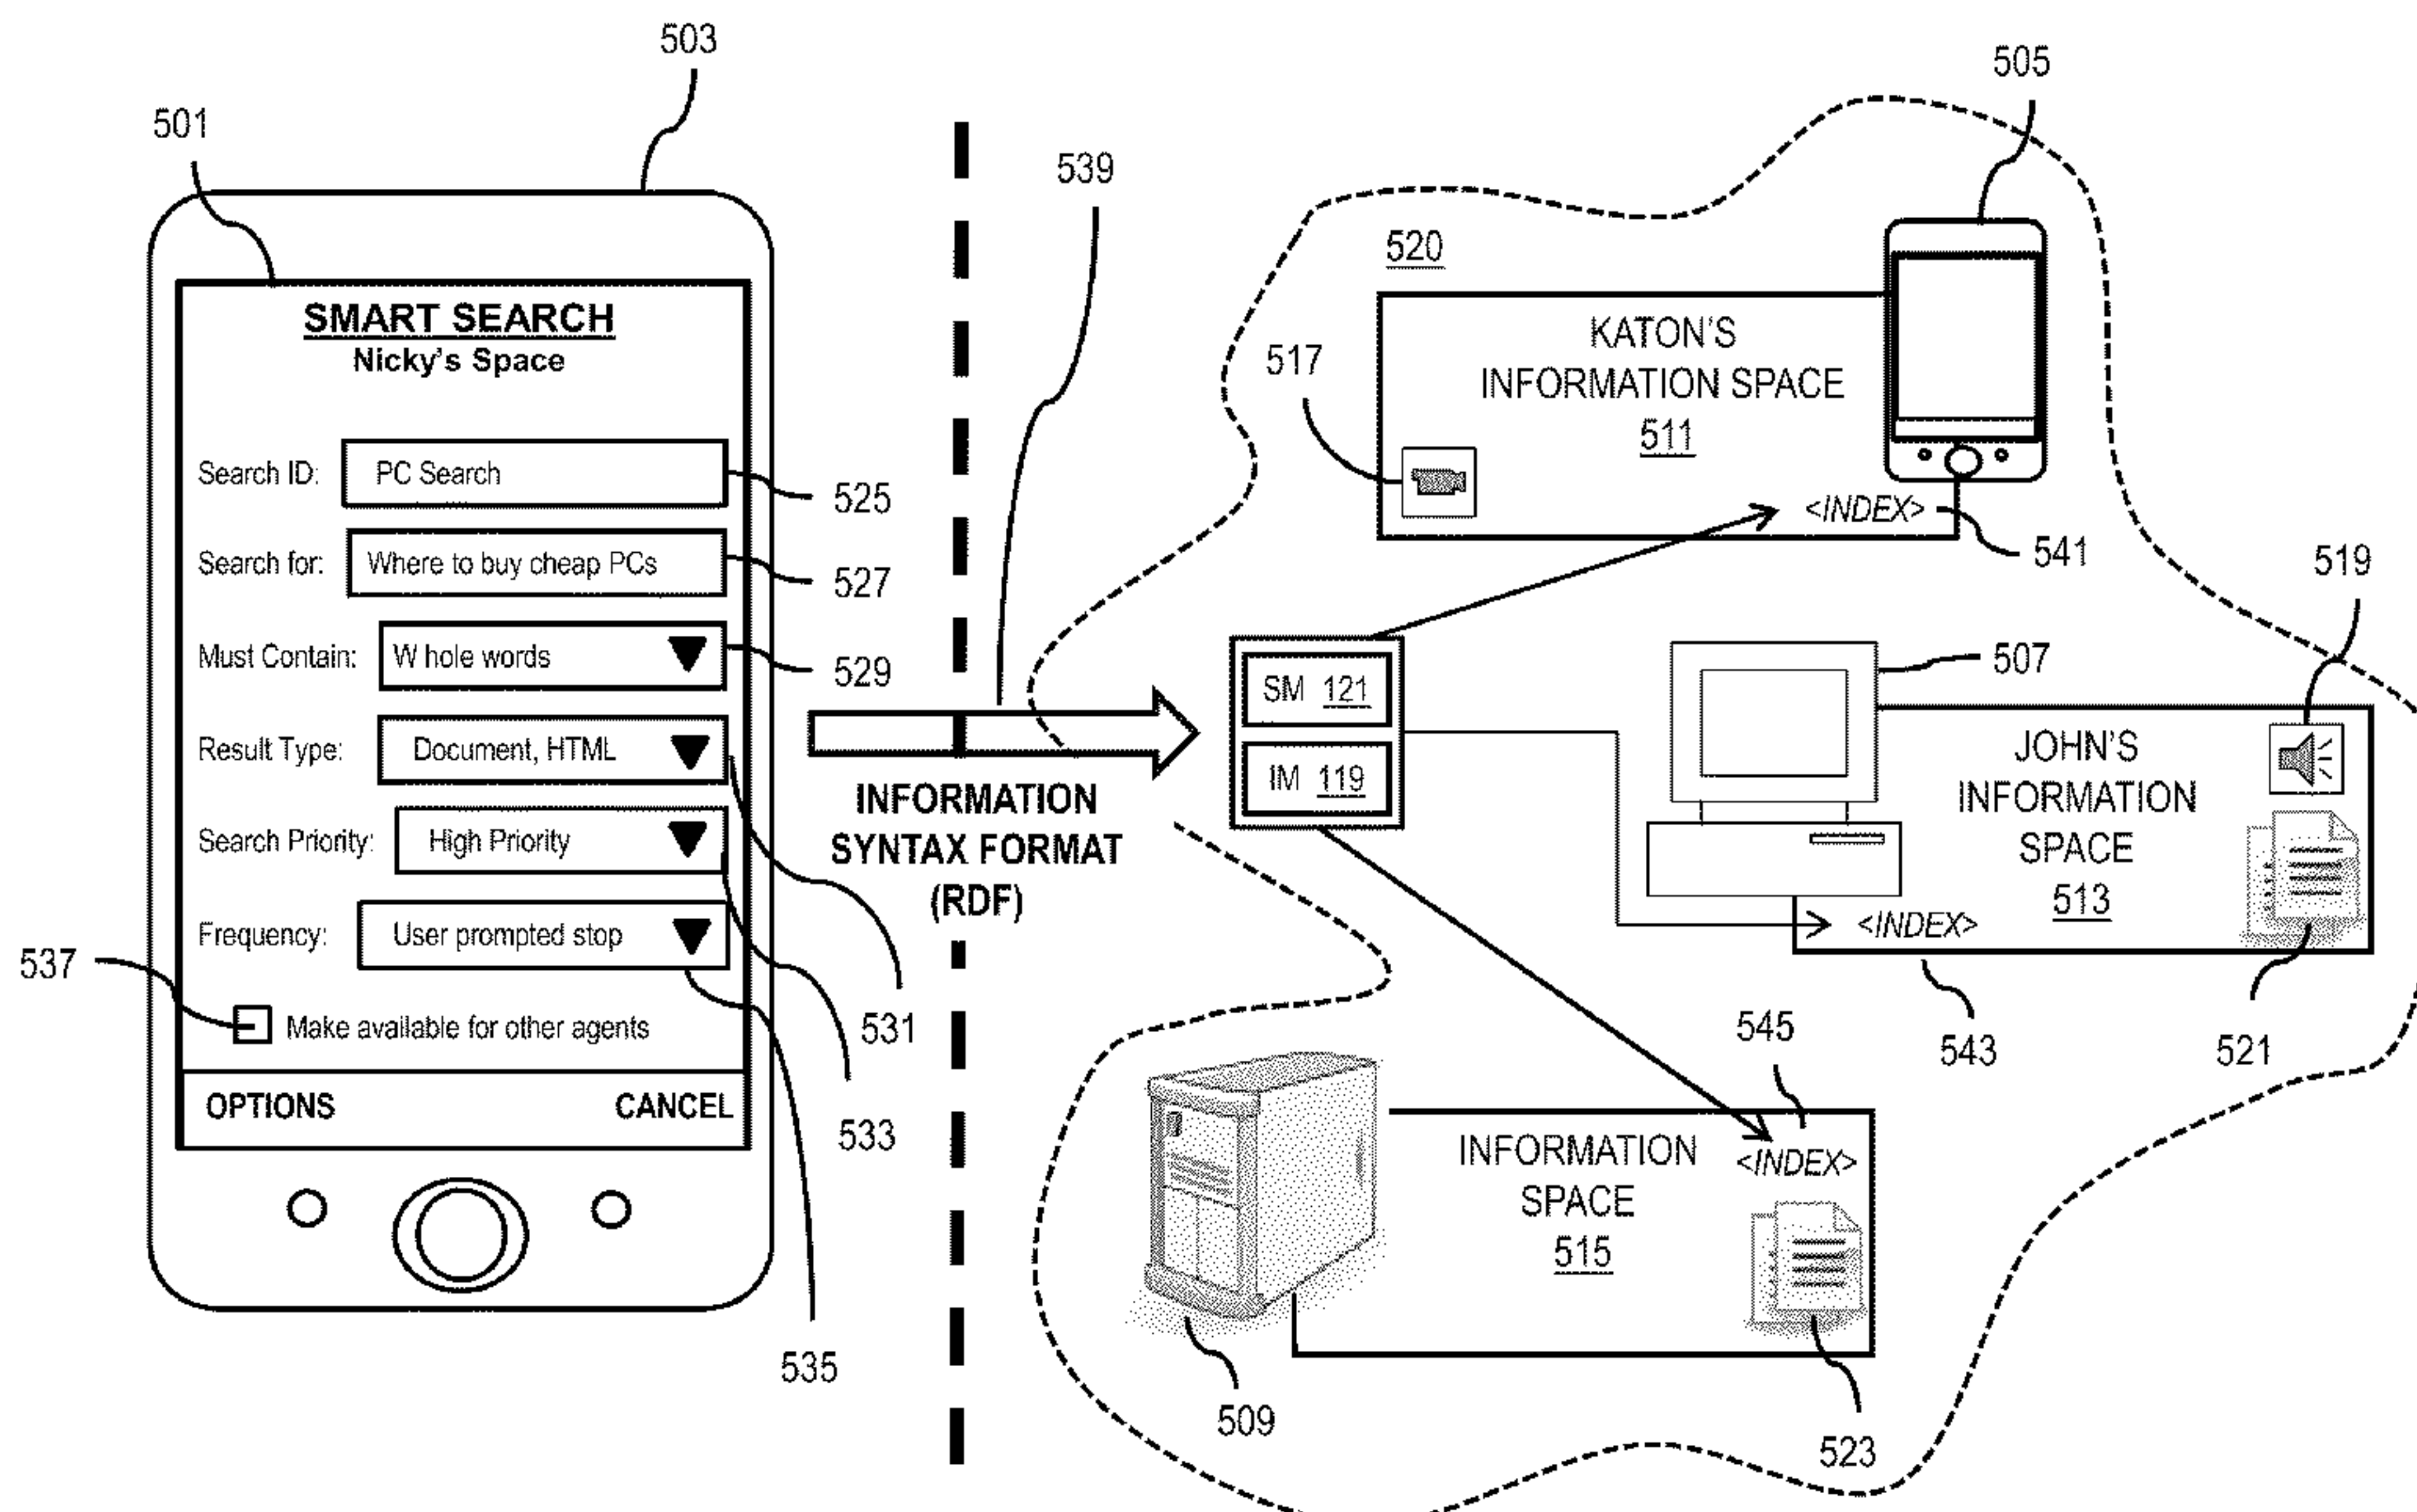 503
501
SMART SEARCH
Nicky's Space
Search ID:
PC Search
525
Search for:
Where to buy cheap PCs
527
Must Contain:
W hole words
529
Result Type:
Document, HTML
531
Search Priority:
High Priority
533
Frequency:
User prompted stop
535
537
Make available for other agents
OPTIONS
CANCEL
539
INFORMATION
SYNTAX FORMAT
(RDF)
505
520
KATON'S
INFORMATION SPACE
511
517
<INDEX>
541
SM 121
IM 119
507
519
JOHN'S
INFORMATION
SPACE
513
<INDEX>
543
521
545
INFORMATION
SPACE
515
<INDEX>
509
523